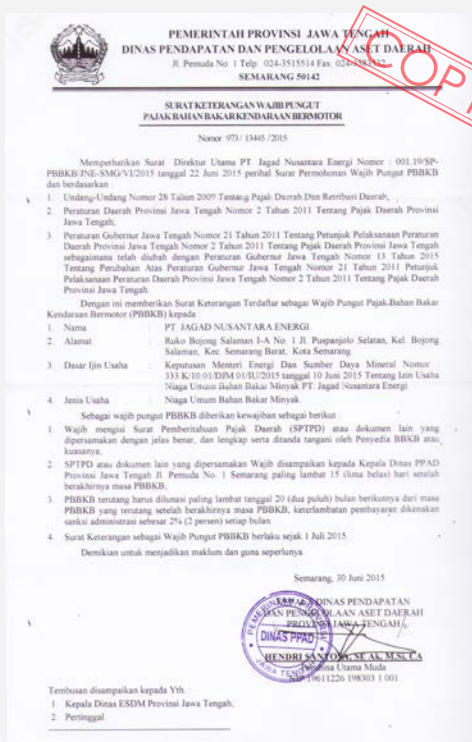 PEMERINTAH PROVINSI JAWA TENGAH
DINAS PENDAPATAN DAN PENGELOLAAN ASET DAERAH
Jl. Pemuda No. 1 Telp. 024-3515514 Fax. 024-
SEMARANG 50142
COP
SURAT KETERANGAN WAJIB PUNGUT
PAJAK BAHAN BAKAR KENDARAAN BERMOTOR
Nomor 973 / 13445 /2015
Memperhatikan Surat Direktur Utama PT. Jagad Nusantara Energi Nomor : 001.19/SP-
PBBKB/JNE-SMG/VI/2015 tanggal 22 Juni 2015 perihal Surat Permohonan Wajib Pungut PBBKB
dan berdasarkan :
1. Undang-Undang Nomor 28 Tahun 2009 Tentang Pajak Daerah Dan Retribusi Daerah;
2. Peraturan Daerah Provinsi Jawa Tengah Nomor 2 Tahun 2011 Tentang Pajak Daerah Provinsi
Jawa Tengah;
3. Peraturan Gubernur Jawa Tengah Nomor 21 Tahun 2011 Tentang Petunjuk Pelaksanaan Peraturan
Daerah Provinsi Jawa Tengah Nomor 2 Tahun 2011 Tentang Pajak Daerah Provinsi Jawa Tengah
sebagaimana telah diubah dengan Peraturan Gubernur Jawa Tengah Nomor 13 Tahun 2015
Tentang Perubahan Atas Peraturan Gubernur Jawa Tengah Nomor 21 Tahun 2011 Petunjuk
Pelaksanaan Peraturan Daerah Provinsi Jawa Tengah Nomor 2 Tahun 2011 Tentang Pajak Daerah
Provinsi Jawa Tengah.
Dengan ini memberikan Surat Keterangan Terdaftar sebagai Wajib Pungut Pajak-Bahan Bakar
Kendaraan Bermotor (PBBKB) kepada :
1. Nama : PT. JAGAD NUSANTARA ENERGI
2. Alamat : Ruko Bojong Salaman I-A No. 1 Jl. Puspanjolo Selatan, Kel. Bojong
Salaman, Kec. Semarang Barat, Kota Semarang
3 Dasar Ijin Usaha : Keputusan Menteri Energi Dan Sumber Daya Mineral Nomor
333.K/10.01/DJM.01/IU/2015 tanggal 10 Juni 2015 Tentang Izin Usaha
Niaga Umum Bahan Bakar Minyak PT. Jagad Nusantara Energi.
4. Jenis Usaha : Niaga Umum Bahan Bakar Minyak
Sebagai wajib pungut PBBKB diberikan kewajiban sebagai berikut :
1. Wajib mengisi Surat Pemberitahuan Pajak Daerah (SPTPD) atau dokumen lain yang
dipersamakan dengan jelas benar, dan lengkap serta ditanda tangani oleh Penyedia BBKB atau
kuasanya;
2. SPTPD atau dokumen lain yang dipersamakan Wajib disampaikan kepada Kepala Dinas PPAD
Provinsi Jawa Tengah Jl. Pemuda No. 1 Semarang paling lambat 15 (lima belas) hari setelah
berakhirnya masa PBBKB;
3. PBBKB terutang harus dilunasi paling lambat tanggal 20 (dua puluh) bulan berikutnya dari masa
PBBKB yang terutang setelah berakhirnya masa PBBKB, keterlambatan pembayaran dikenakan
sanksi administrasi sebesar 2% (2 persen) setiap bulan
4. Surat Keterangan sebagai Wajib Pungut PBBKB berlaku sejak 1 Juli 2015.
Demikian untuk menjadikan maklum dan guna seperlunya.
Semarang, 30 Juni 2015
KEPALA DINAS PENDAPATAN
DAN PENGELOLAAN ASET DAERAH
PROVINSI JAWA TENGAH
DINAS PPAD
JAWA TENGAH
HENDRI SANTOSA, SE Ak. M.Si, CA
Pembina Utama Muda
NIP 19611226 198303 1 001
Tembusan disampaikan kepada Yth :
1. Kepala Dinas ESDM Provinsi Jawa Tengah;
2. Pertinggal.